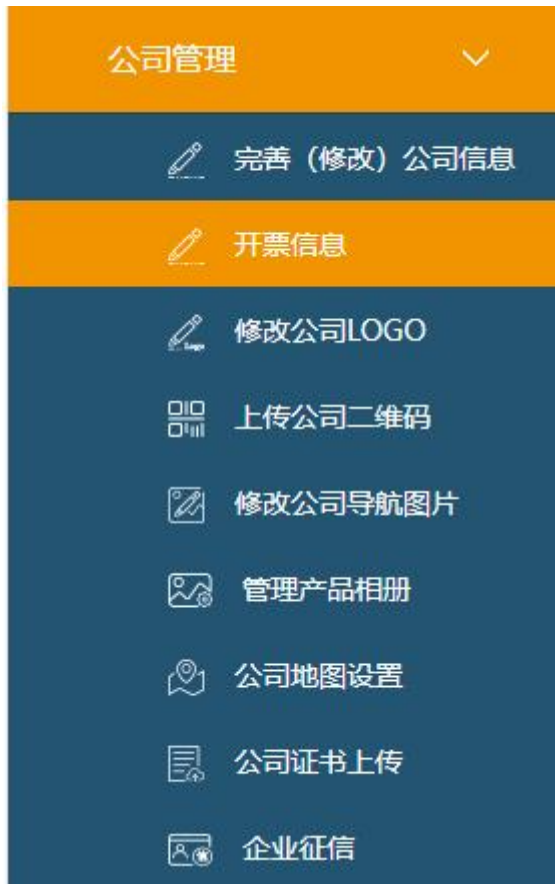 公司管理
完善（修改）公司信息
开票信息
修改公司LOGO
上传公司二维码
修改公司导航图片
管理产品相册
公司地图设置
公司证书上传
企业征信